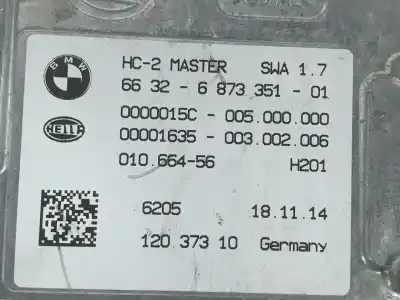 BMW
HC-2 MASTER SWA 1.7
66 32 - 6 873 351 - 01
0000015C - 005.000.000
HELLA
00001635 - 003.002.006
010.664-56 H201
6205 18.11.14
120 373 10 Germany